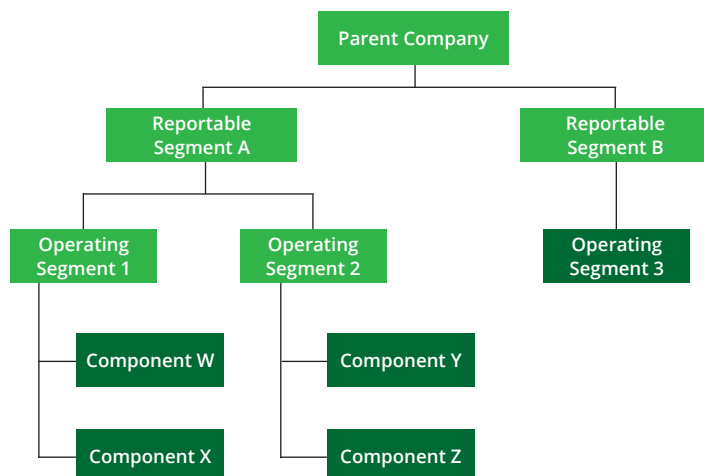 Parent Company
Reportable
Segment A
Reportable
Segment B
Operating
Segment 1
Operating
Segment 2
Operating
Segment 3
Component W
Component Y
Component X
Component Z